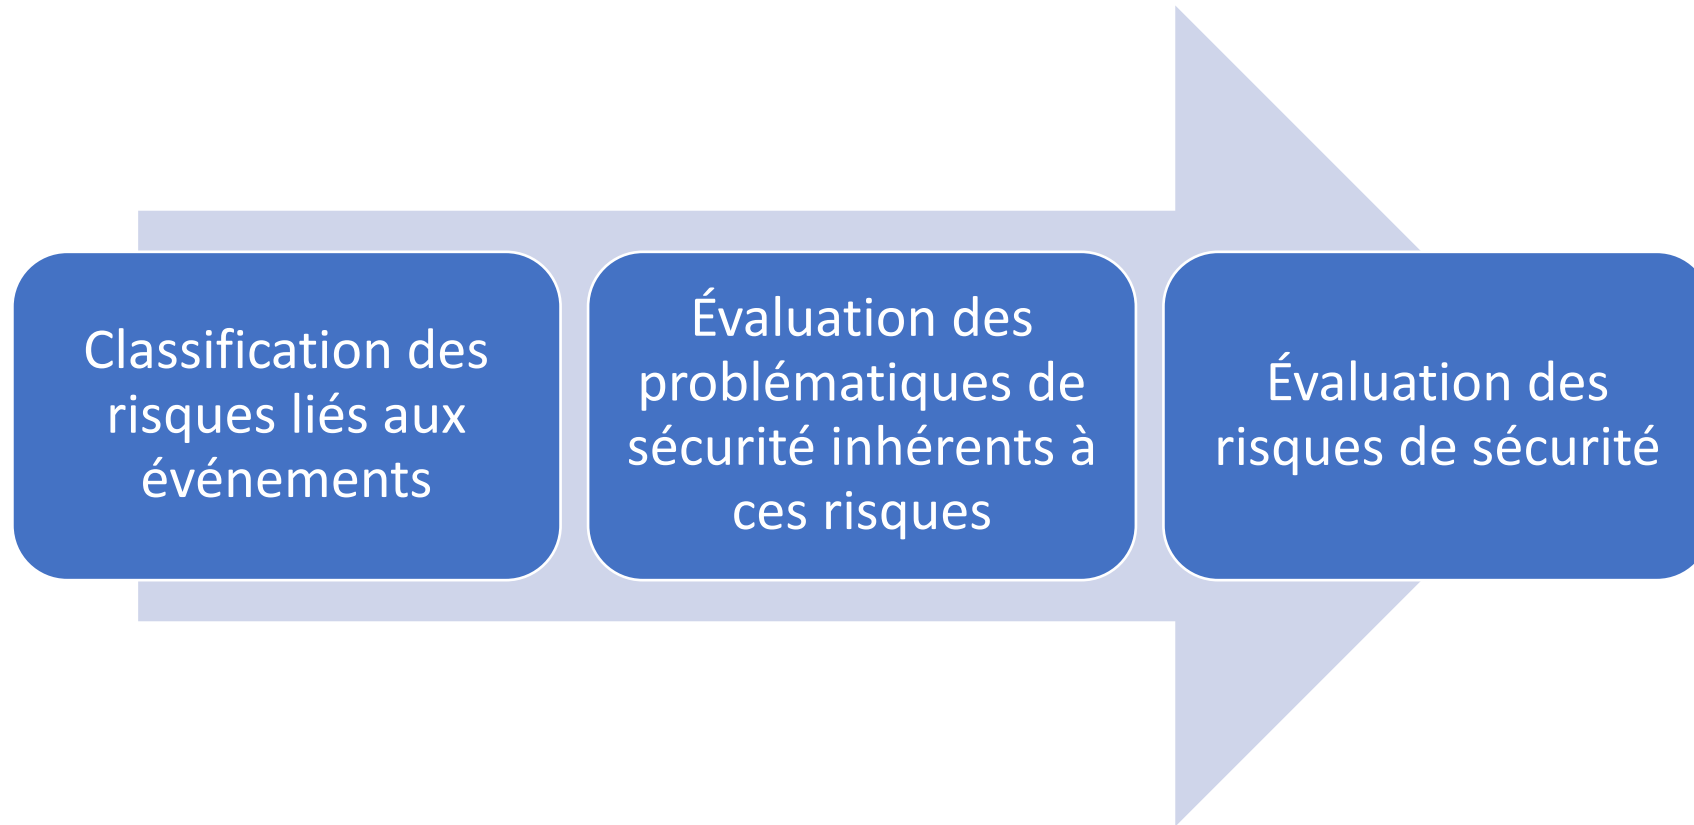 Classification des
risques liés aux
événements
Évaluation des
problématiques de
sécurité inhérents à
ces risques
Évaluation des
risques de sécurité